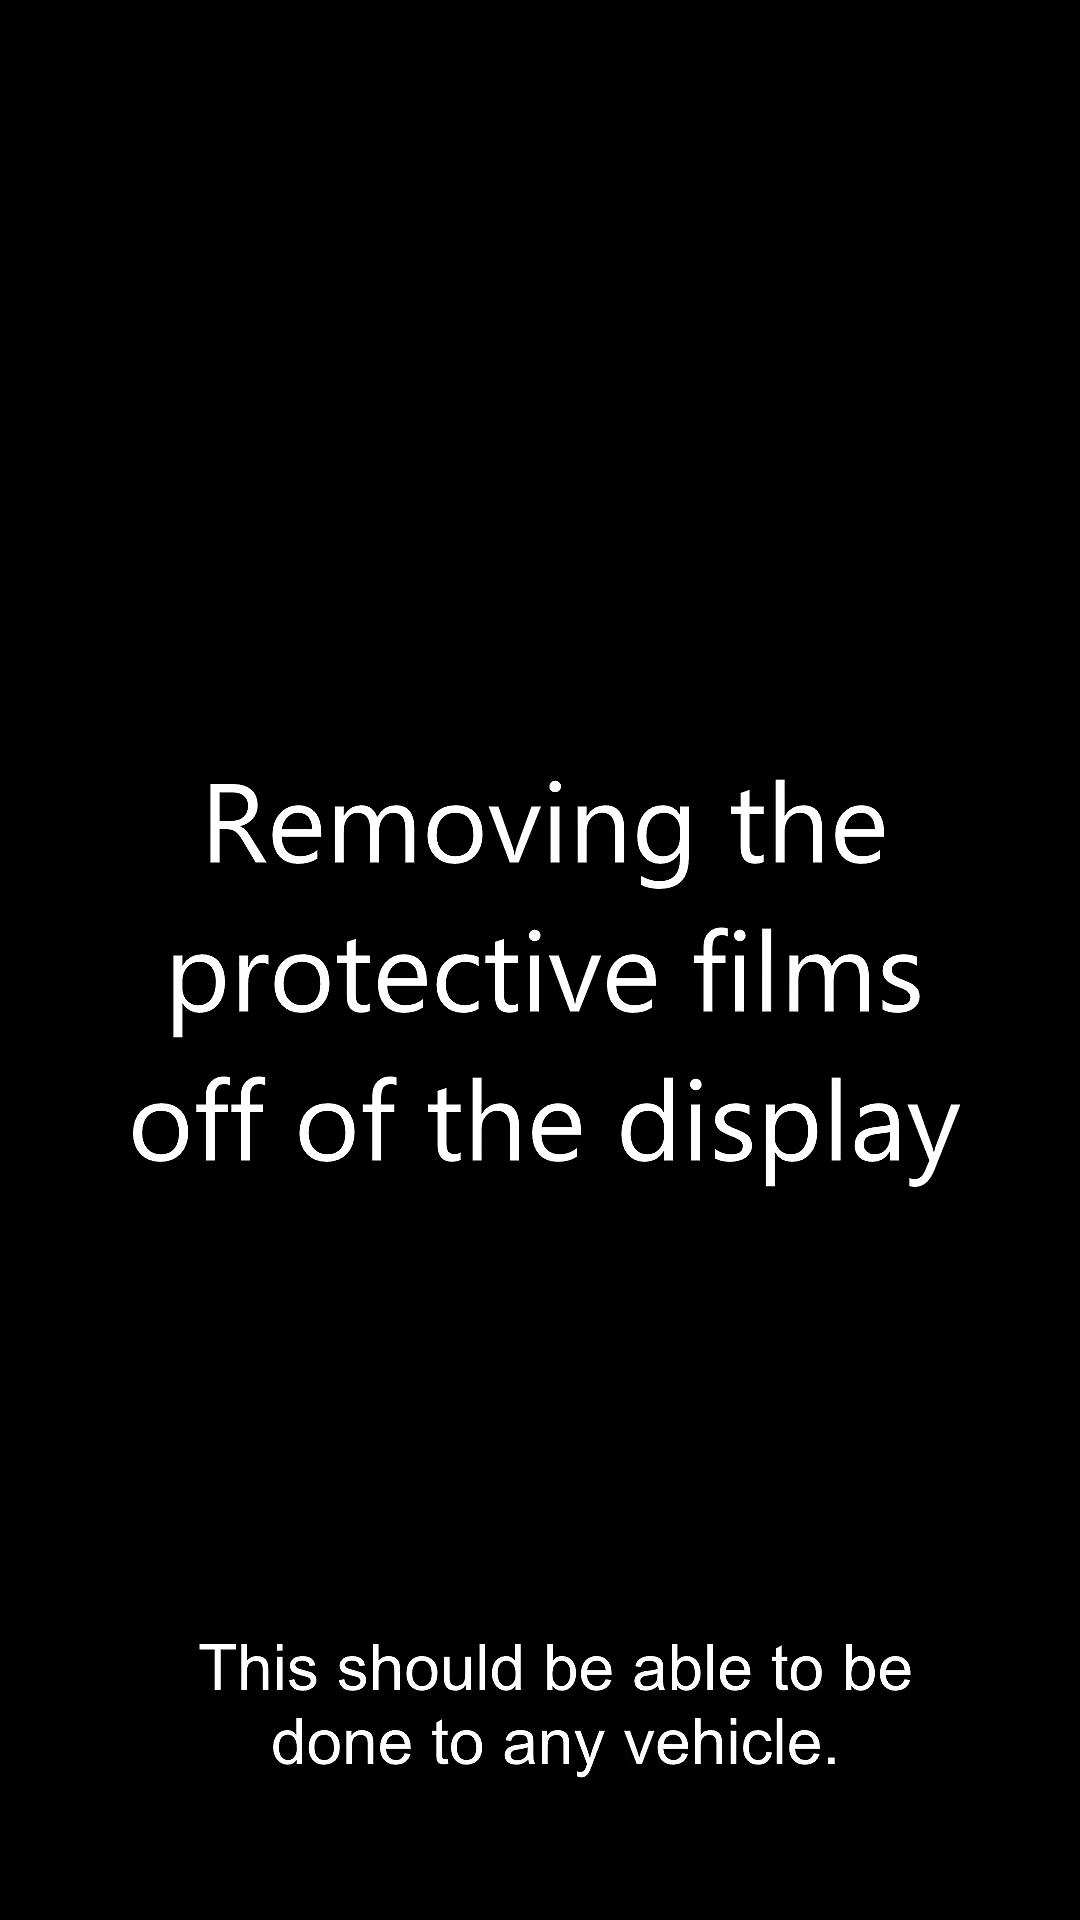 Removing the
protective films
off of the display
This should be able to be
done to any vehicle.